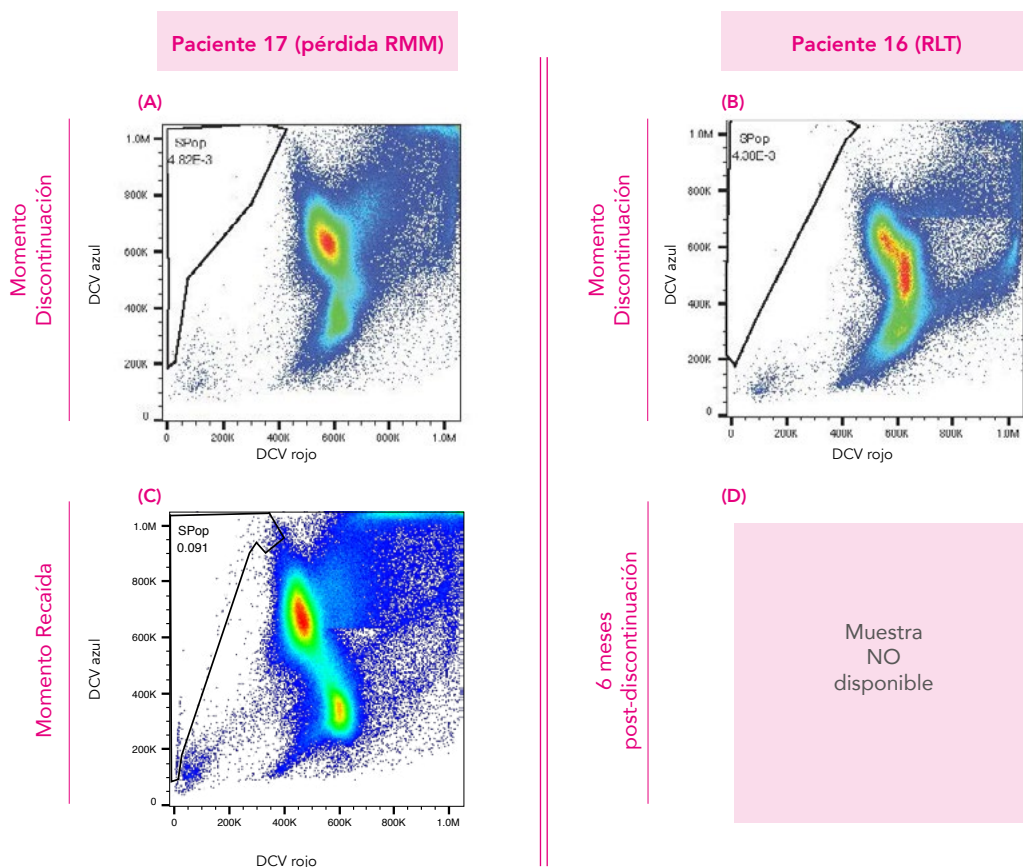 Paciente 17 (pérdida RMM)
Paciente 16 (RLT)
(A)
Momento
Discontinuación
SPop
4.82E-3
DCV azul
1.0M
800K
600K
400K
200K
0
0 200K 400K 600K 800K 1.0M
DCV rojo
(B)
Momento
Discontinuación
SPop
4.30E-3
DCV azul
1.0M
800K
600K
400K
200K
0
0 200K 400K 600K 800K 1.0M
DCV rojo
(C)
Momento Recaída
SPop
0.091
DCV azul
1.0M
800K
600K
400K
200K
0
0 200K 400K 600K 800K 1.0M
DCV rojo
(D)
6 meses
post-discontinuación
Muestra
NO
disponible